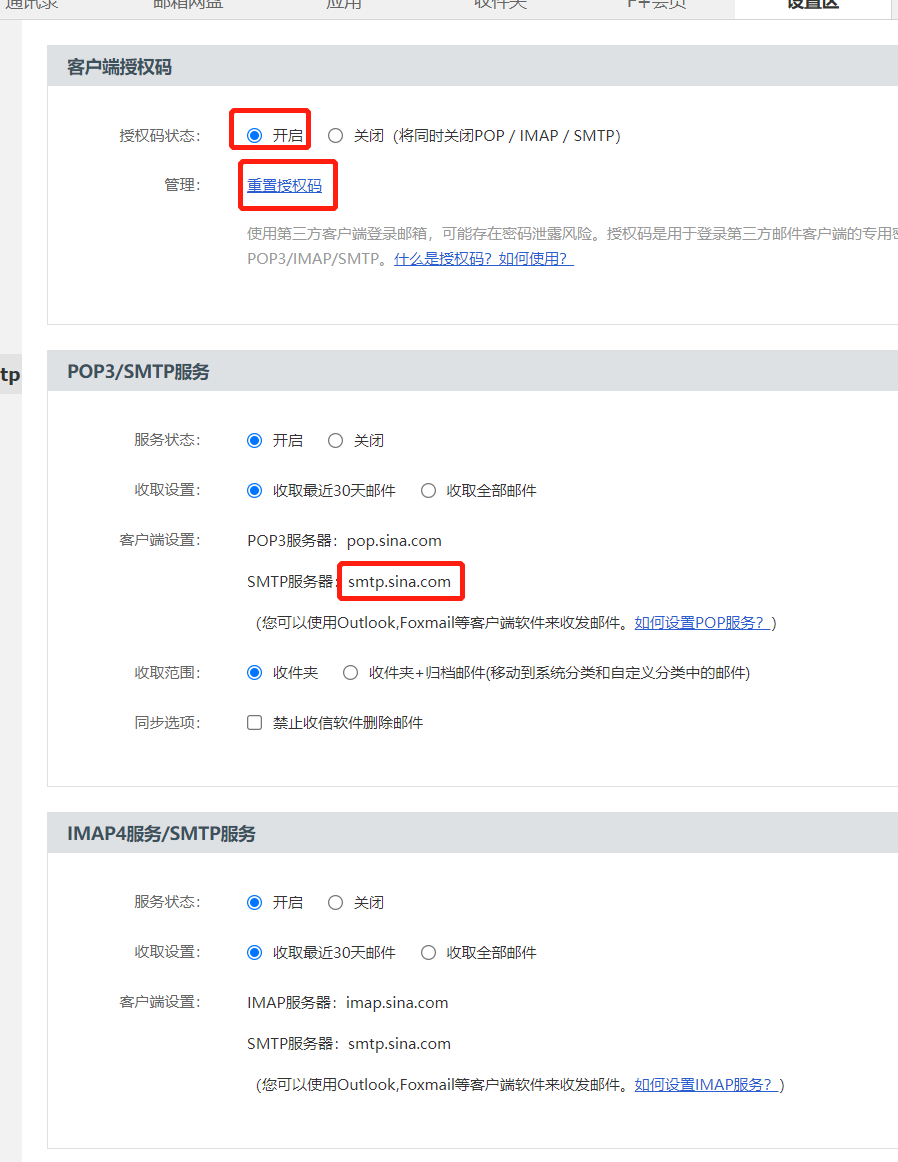 通讯录 邮箱网盘 应用 收件夹 F+会员 设置区
客户端授权码
授权码状态： 开启 关闭 (将同时关闭POP / IMAP / SMTP)
管理： 重置授权码
使用第三方客户端登录邮箱，可能存在密码泄露风险。授权码是用于登录第三方邮件客户端的专用
POP3/IMAP/SMTP。什么是授权码？如何使用？
tp
POP3/SMTP服务
服务状态： 开启 关闭
收取设置： 收取最近30天邮件 收取全部邮件
客户端设置： POP3服务器：pop.sina.com
SMTP服务器：smtp.sina.com
(您可以使用Outlook,Foxmail等客户端软件来收发邮件。如何设置POP服务？)
收取范围： 收件夹 收件夹+归档邮件(移动到系统分类和自定义分类中的邮件)
同步选项： 禁止收信软件删除邮件
IMAP4服务/SMTP服务
服务状态： 开启 关闭
收取设置： 收取最近30天邮件 收取全部邮件
客户端设置： IMAP服务器：imap.sina.com
SMTP服务器：smtp.sina.com
(您可以使用Outlook,Foxmail等客户端软件来收发邮件。如何设置IMAP服务？)